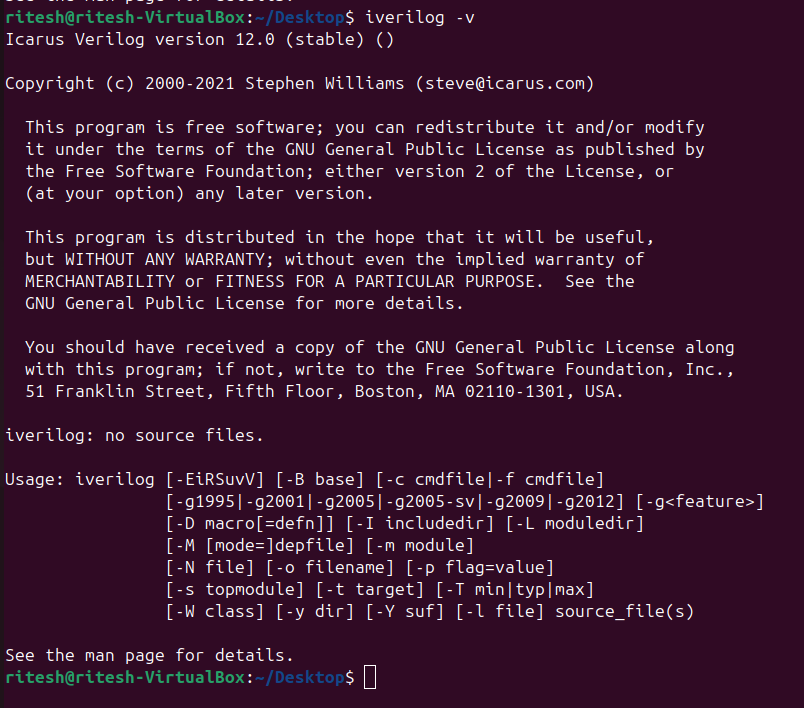 ritesh@ritesh-VirtualBox:~/Desktop$ iverilog -v
Icarus Verilog version 12.0 (stable) ()

Copyright (c) 2000-2021 Stephen Williams (steve@icarus.com)

  This program is free software; you can redistribute it and/or modify
  it under the terms of the GNU General Public License as published by
  the Free Software Foundation; either version 2 of the License, or
  (at your option) any later version.

  This program is distributed in the hope that it will be useful,
  but WITHOUT ANY WARRANTY; without even the implied warranty of
  MERCHANTABILITY or FITNESS FOR A PARTICULAR PURPOSE.  See the
  GNU General Public License for more details.

  You should have received a copy of the GNU General Public License along
  with this program; if not, write to the Free Software Foundation, Inc.,
  51 Franklin Street, Fifth Floor, Boston, MA 02110-1301, USA.

iverilog: no source files.

Usage: iverilog [-EiRSuvV] [-B base] [-c cmdfile|-f cmdfile]
                [-g1995|-g2001|-g2005|-g2005-sv|-g2009|-g2012] [-g<feature>]
                [-D macro[=defn]] [-I includedir] [-L moduledir]
                [-M [mode=]depfile] [-m module]
                [-N file] [-o filename] [-p flag=value]
                [-s topmodule] [-t target] [-T min|typ|max]
                [-W class] [-y dir] [-Y suf] [-l file] source_file(s)

See the man page for details.
ritesh@ritesh-VirtualBox:~/Desktop$